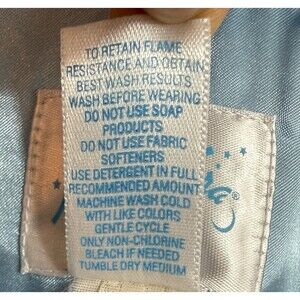 TO RETAIN FLAME
RESISTANCE AND OBTAIN
BEST WASH RESULTS
WASH BEFORE WEARING
DO NOT USE SOAP
PRODUCTS
DO NOT USE FABRIC
SOFTENERS
USE DETERGENT IN FULL
RECOMMENDED AMOUNT
MACHINE WASH COLD
WITH LIKE COLORS
GENTLE CYCLE
ONLY NON-CHLORINE
BLEACH IF NEEDED
TUMBLE DRY MEDIUM